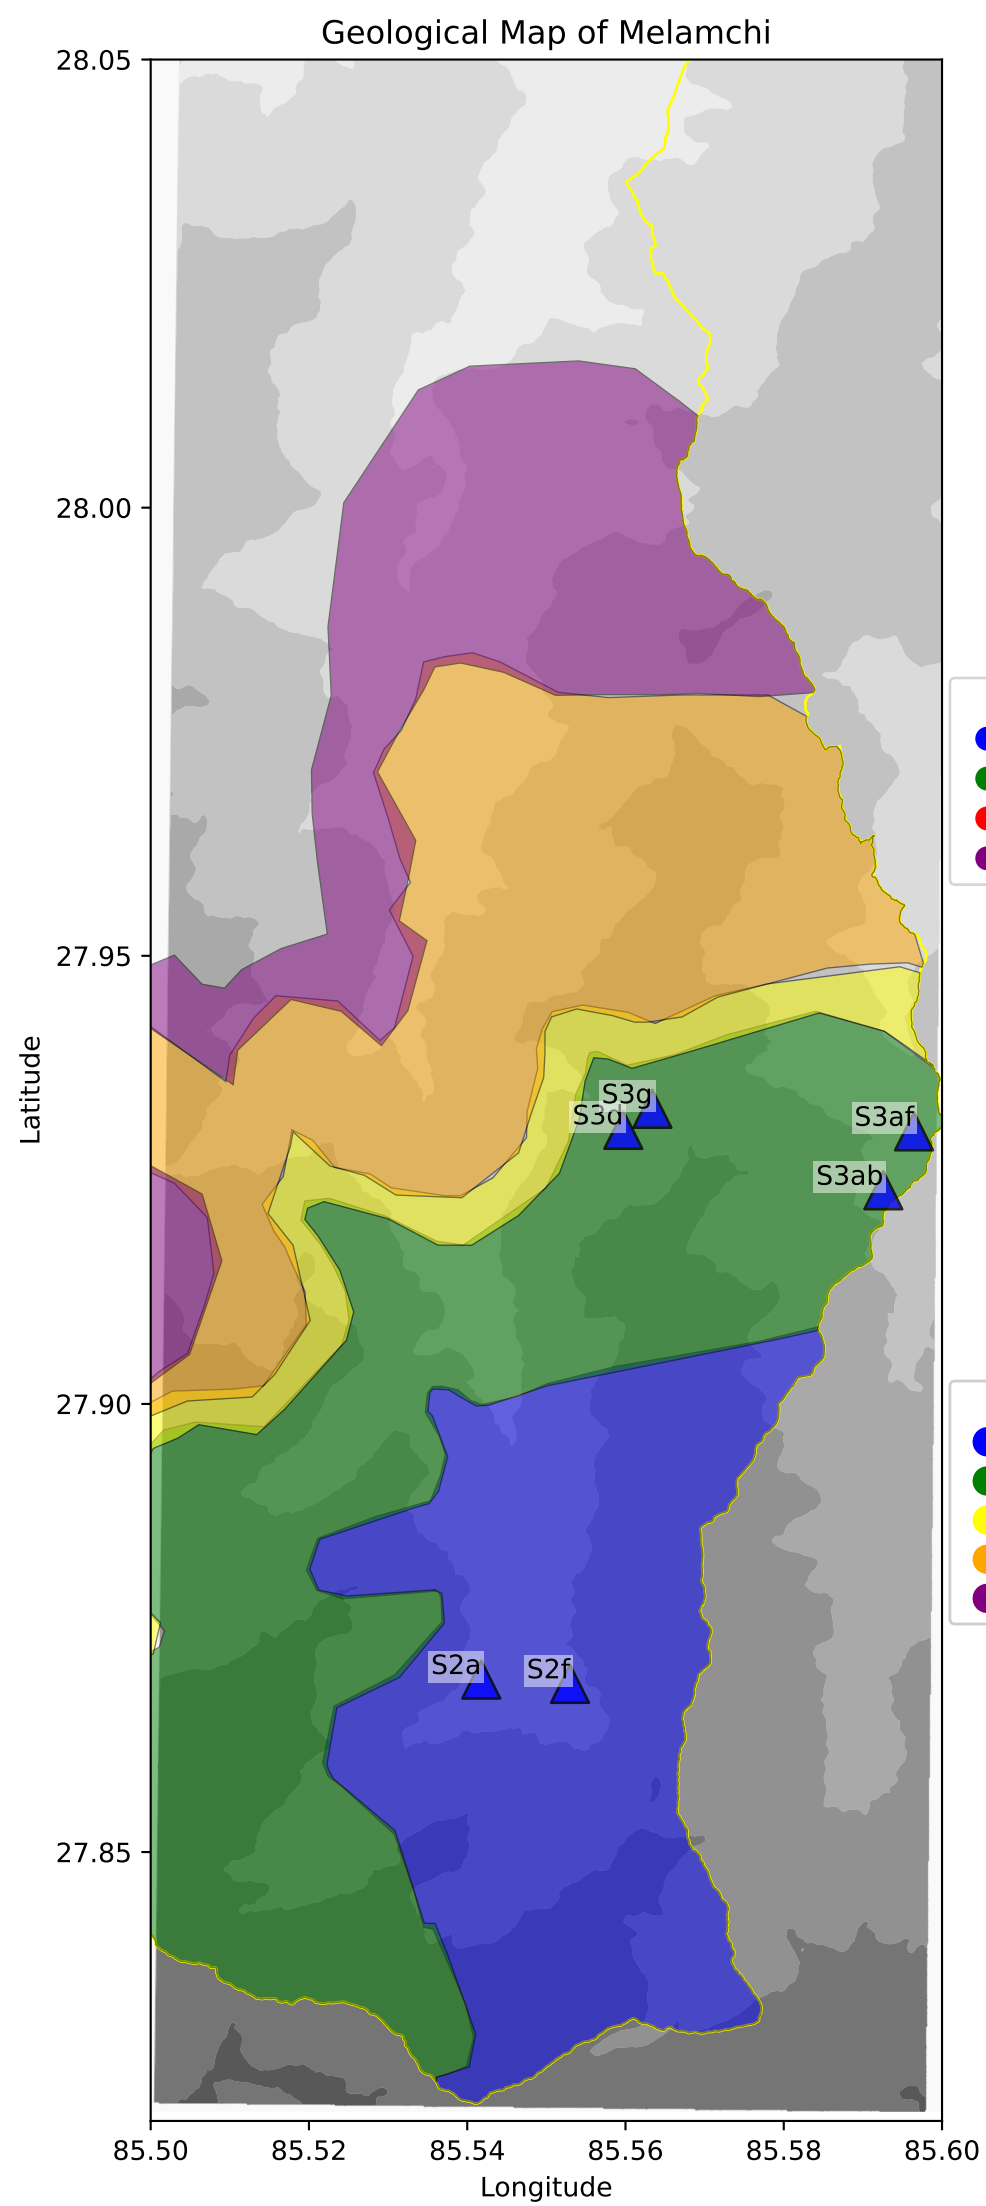 Geological Map of Melamchi
28.05
28.00
27.95
Latitude
S3g
S3d
S3af
S3ab
27.90
S2a
S2f
27.85
85.50
85.52
85.54
85.56
85.58
85.60
Longitude